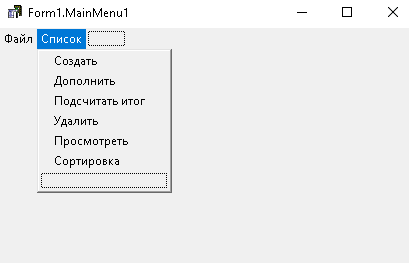 Form1.MainMenu1
Файл Список
Создать
Дополнить
Подсчитать итог
Удалить
Просмотреть
Сортировка